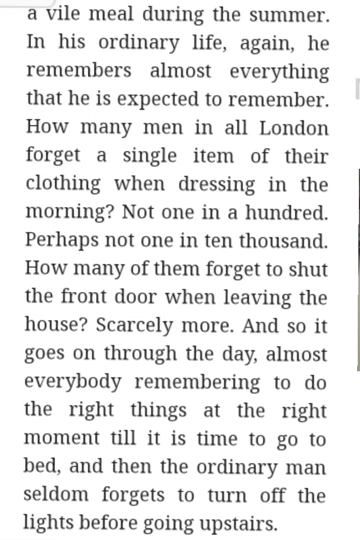 a vile meal during the summer.
In his ordinary life, again, he
remembers almost everything
that he is expected to remember.
How many men in all London
forget a single item of their
clothing when dressing in the
morning? Not one in a hundred.
Perhaps not one in ten thousand.
How many of them forget to shut
the front door when leaving the
house? Scarcely more. And so it
goes on through the day, almost
everybody remembering to do
the right things at the right
moment till it is time to go to
bed, and then the ordinary man
seldom forgets to turn off the
lights before going upstairs.